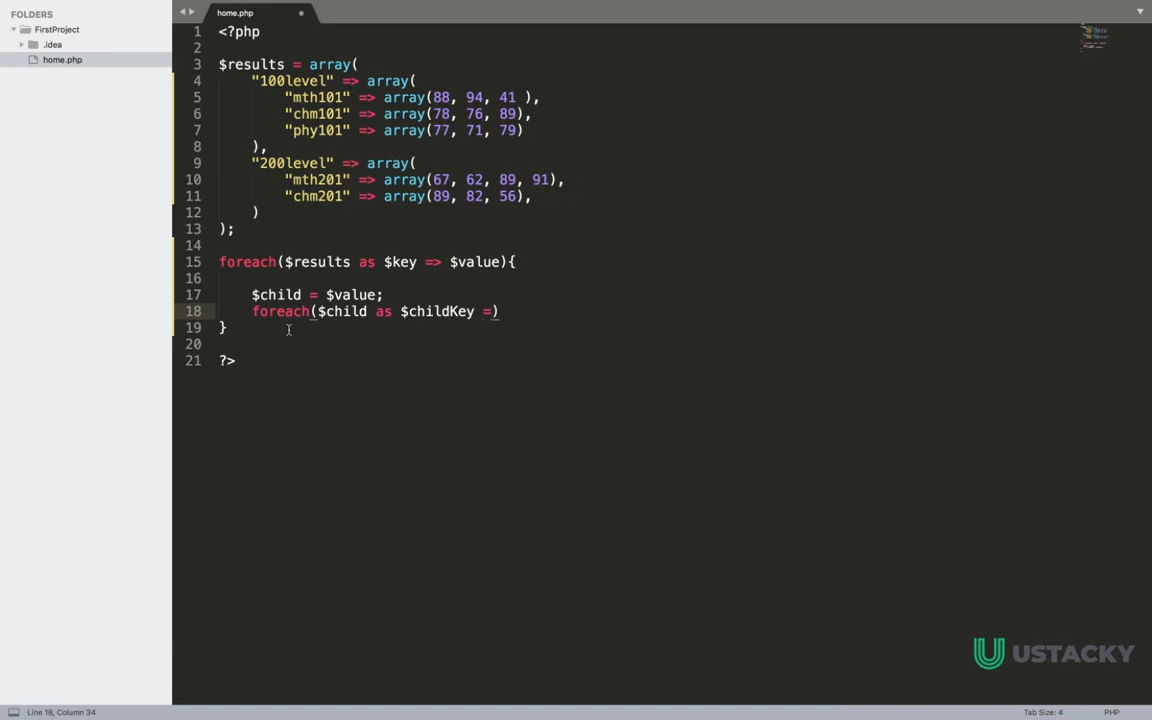 FOLDERS
FirstProject
.idea
home.php
home.php
1 <?php
2
3 $results = array(
4 "100level" => array(
5 "mth101" => array(88, 94, 41 ),
6 "chm101" => array(78, 76, 89),
7 "phy101" => array(77, 71, 79)
8 ),
9 "200level" => array(
10 "mth201" => array(67, 62, 89, 91),
11 "chm201" => array(89, 82, 56),
12 )
13 );
14
15 foreach($results as $key => $value){
16
17 $child = $value;
18 foreach($child as $childKey =)
19 }
20
21 ?>
USTACKY
Line 18, Column 34
Tab Size: 4
PHP